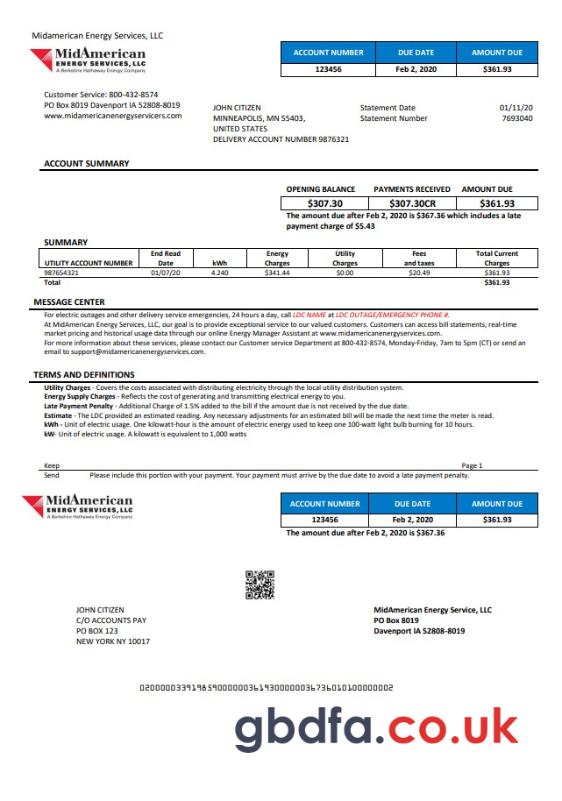 Midamerican Energy Services, LLC
MidAmerican
ENERGY SERVICES, LLC
A Berkshire Hathaway Energy Company
ACCOUNT NUMBER DUE DATE AMOUNT DUE
123456 Feb 2, 2020 $361.93
Customer Service: 800-432-8574
PO Box 8019 Davenport IA 52808-8019
www.midamericanenergyservicers.com
JOHN CITIZEN
MINNEAPOLIS, MN 55403,
UNITED STATES
DELIVERY ACCOUNT NUMBER 9876321
Statement Date 01/11/20
Statement Number 7693040
ACCOUNT SUMMARY
OPENING BALANCE PAYMENTS RECEIVED AMOUNT DUE
$307.30 $307.30CR $361.93
The amount due after Feb 2, 2020 is $367.36 which includes a late
payment charge of $5.43
SUMMARY
UTILITY ACCOUNT NUMBER End Read Date kWh Energy Charges Utility Charges Fees and taxes Total Current Charges
987654321 01/07/20 4.240 $341.44 $0.00 $20.49 $361.93
Total $361.93
MESSAGE CENTER
For electric outages and other delivery service emergencies, 24 hours a day, call LDC NAME at LDC OUTAGE/EMERGENCY PHONE #.
At MidAmerican Energy Services, LLC, our goal is to provide exceptional service to our valued customers. Customers can access bill statements, real-time
market pricing and historical usage data through our online Energy Manager Assistant at www.midamericanenergyservices.com.
For more information about these services, please contact our Customer Service Department at 800-432-8574, Monday-Friday, 7am to 5pm (CT) or send an
email to support@midamericanenergyservices.com.
TERMS AND DEFINITIONS
Utility Charges - Covers the costs associated with distributing electricity through the local utility distribution system.
Energy Supply Charges - Reflects the cost of generating and transmitting electrical energy to you.
Late Payment Penalty - Additional Charge of 1.5% added to the bill if the amount due is not received by the due date.
Estimate - The LDC provided an estimated reading. Any necessary adjustments for an estimated bill will be made the next time the meter is read.
kWh - Unit of electric usage. One kilowatt-hour is the amount of electric energy used to keep one 100-watt light bulb burning for 10 hours.
kW- Unit of electric usage. A kilowatt is equivalent to 1,000 watts
Keep Page 1
Send Please include this portion with your payment. Your payment must arrive by the due date to avoid a late payment penalty.
MidAmerican
ENERGY SERVICES, LLC
A Berkshire Hathaway Energy Company
ACCOUNT NUMBER DUE DATE AMOUNT DUE
123456 Feb 2, 2020 $361.93
The amount due after Feb 2, 2020 is $367.36
JOHN CITIZEN
C/O ACCOUNTS PAY
PO BOX 123
NEW YORK NY 10017
MidAmerican Energy Service, LLC
PO Box 8019
Davenport IA 52808-8019
gbdfa.co.uk